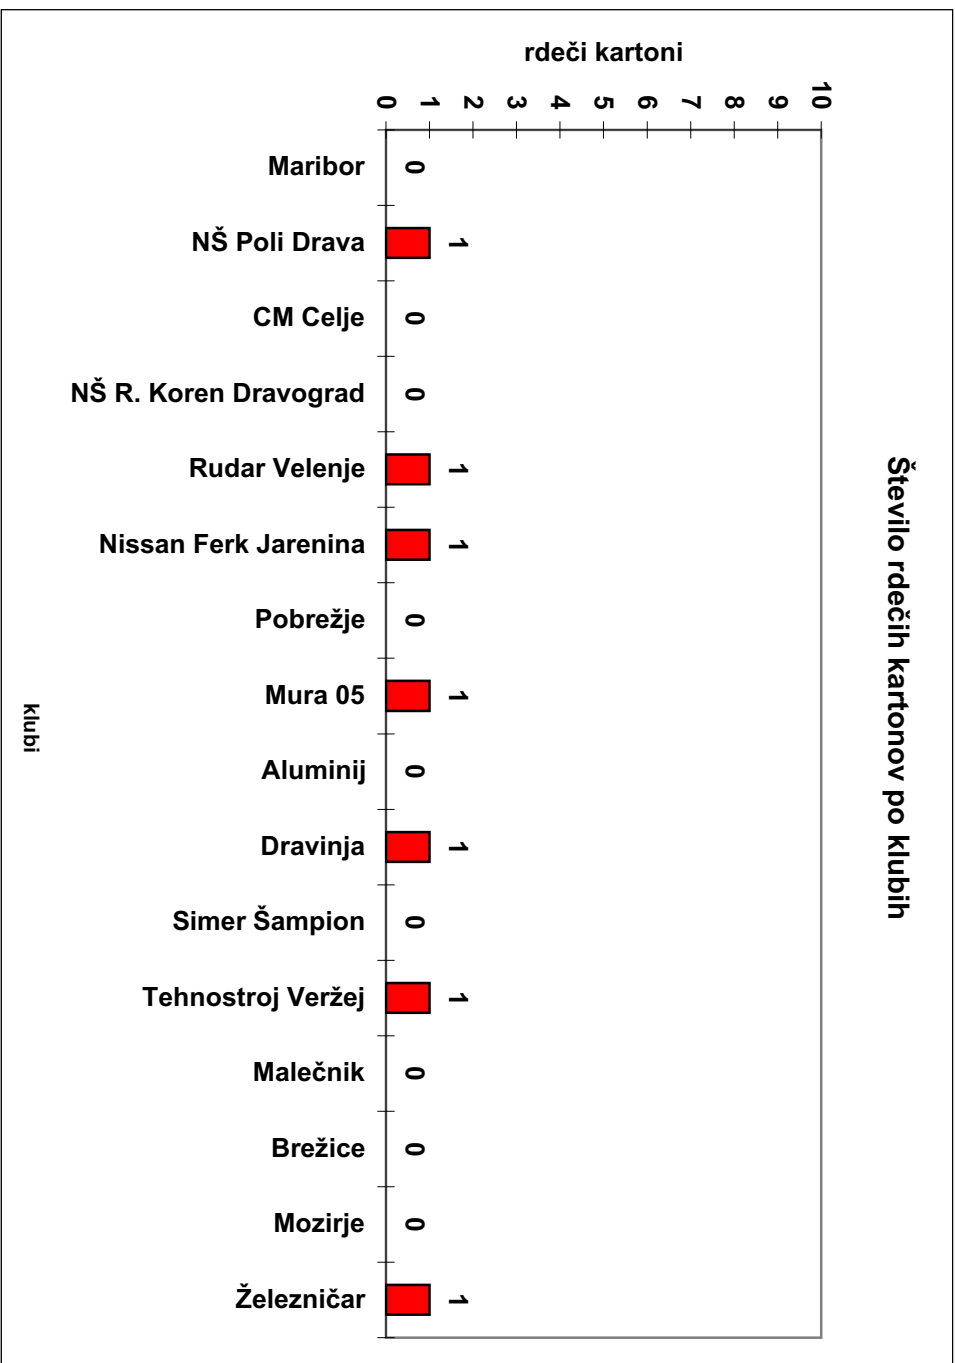 Število rdečih kartonov po klubih
rdeči kartoni
10
9
8
7
6
5
4
3
2
1
0
0
1
0
0
1
1
0
1
0
1
0
1
0
0
0
1
Maribor
NŠ Poli Drava
CM Celje
NŠ R. Koren Dravograd
Rudar Velenje
Nissan Ferk Jarenina
Pobrežje
Mura 05
Aluminij
Dravinja
Simer Šampion
Tehnostroj Veržej
Malečnik
Brežice
Mozirje
Železničar
klubi